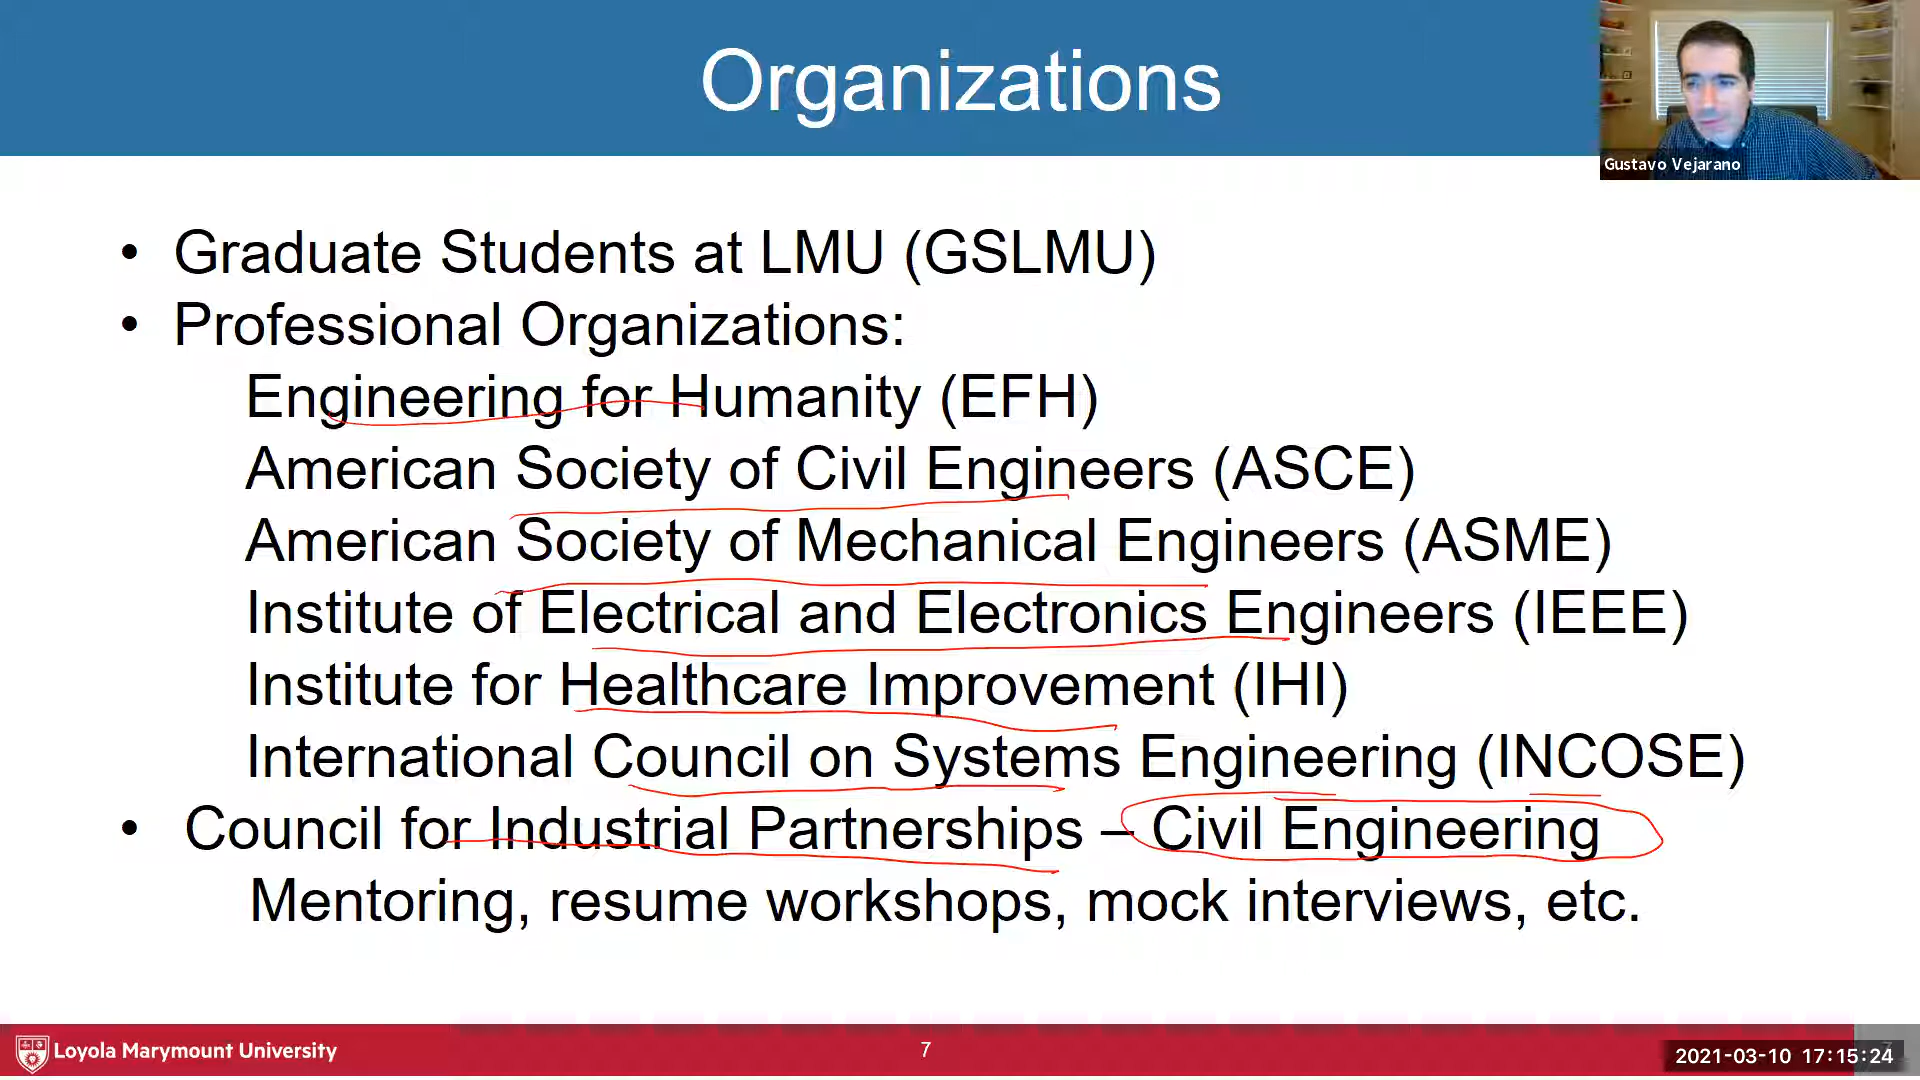 Organizations
Gustavo Vejarano
• Graduate Students at LMU (GSLMU)
• Professional Organizations:
Engineering for Humanity (EFH)
American Society of Civil Engineers (ASCE)
American Society of Mechanical Engineers (ASME)
Institute of Electrical and Electronics Engineers (IEEE)
Institute for Healthcare Improvement (IHI)
International Council on Systems Engineering (INCOSE)
• Council for Industrial Partnerships – Civil Engineering
Mentoring, resume workshops, mock interviews, etc.
Loyola Marymount University
7
2021-03-10 17:15:24